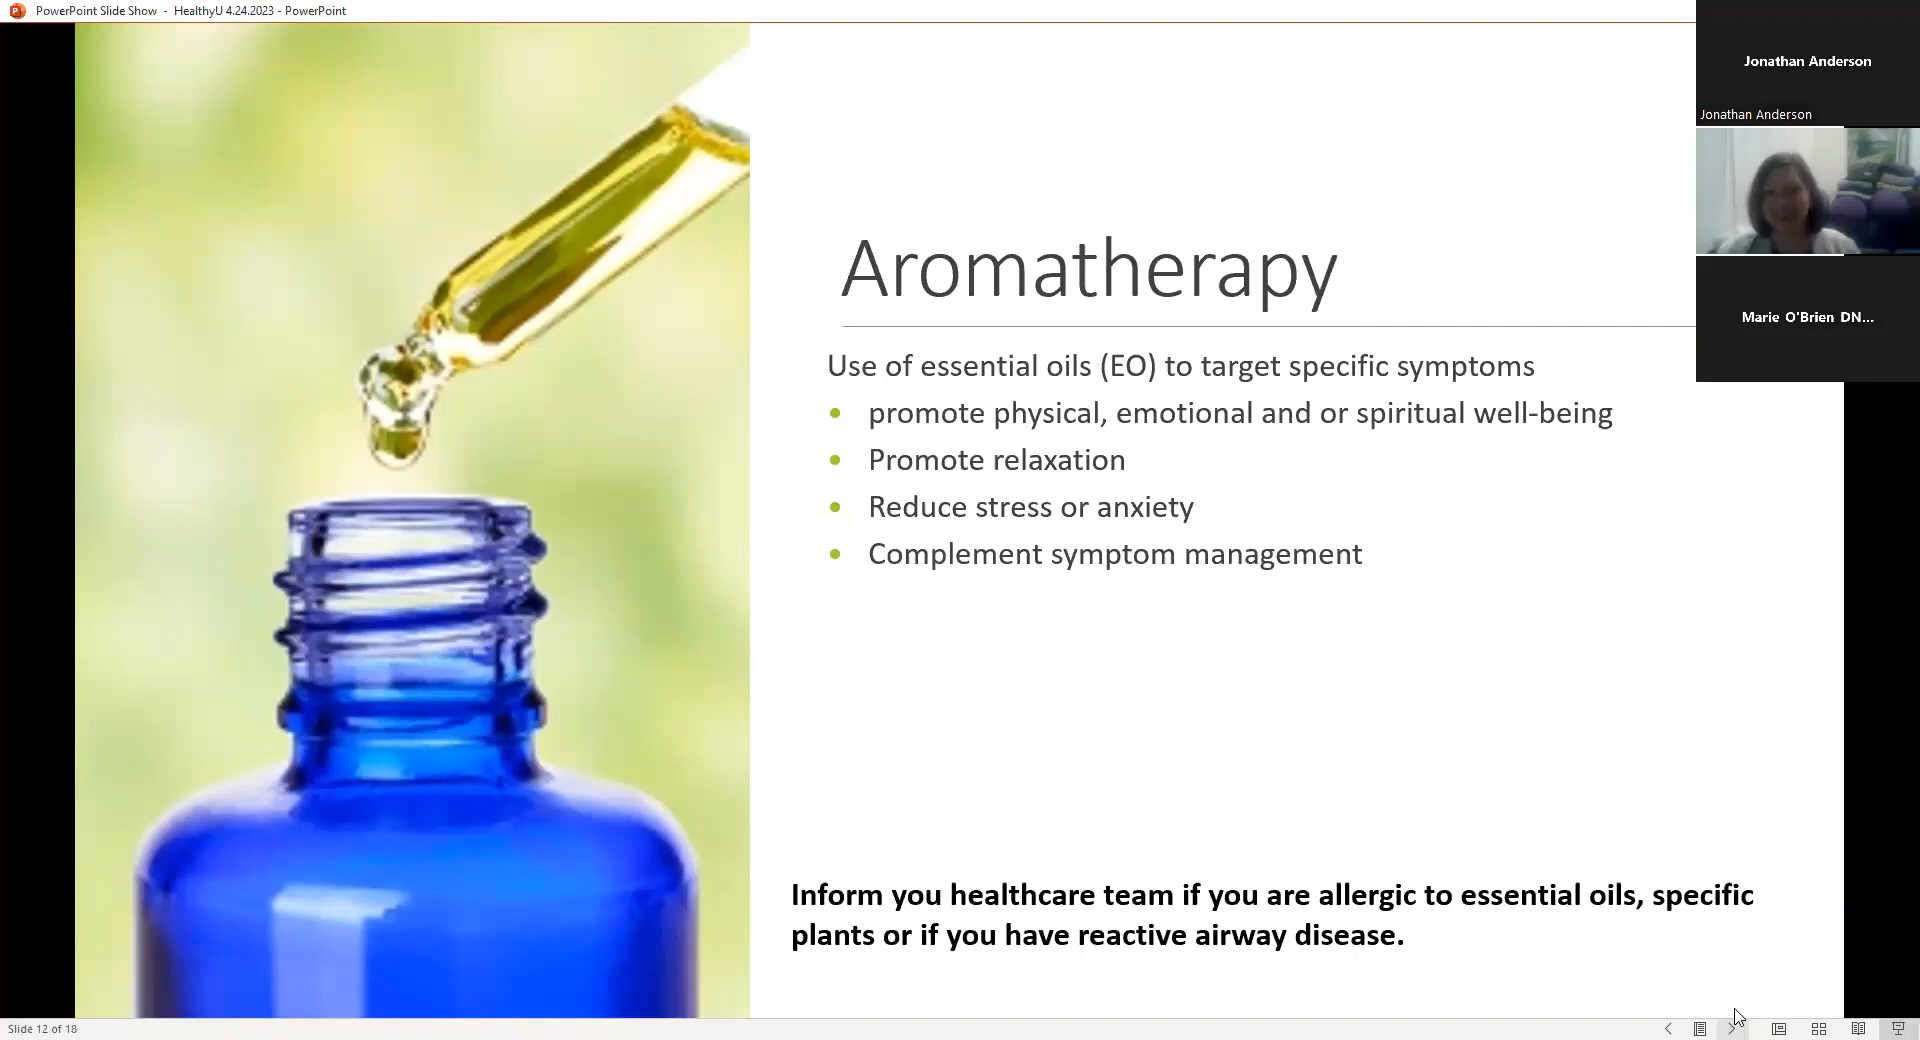 PowerPoint Slide Show - HealthyU 4.24.2023 - PowerPoint
Jonathan Anderson
Jonathan Anderson
Marie O'Brien DN...
Aromatherapy
Use of essential oils (EO) to target specific symptoms
• promote physical, emotional and or spiritual well-being
• Promote relaxation
• Reduce stress or anxiety
• Complement symptom management
Inform you healthcare team if you are allergic to essential oils, specific
plants or if you have reactive airway disease.
Slide 12 of 18